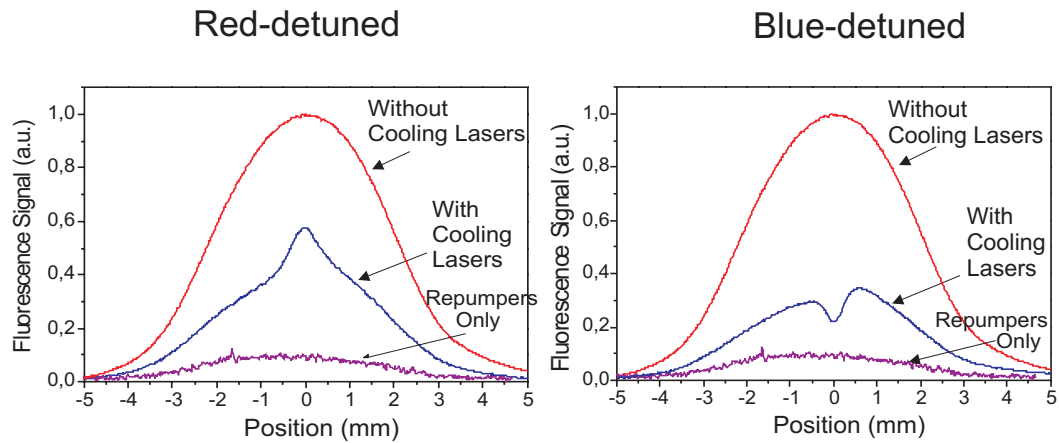 Red-detuned
Fluorescence Signal (a.u.)
1,0
0,8
0,6
0,4
0,2
0,0
Without
Cooling Lasers
With
Cooling
Lasers
Repumpers
Only
-5 -4 -3 -2 -1 0 1 2 3 4 5
Position (mm)
Blue-detuned
Fluorescence Signal (a.u.)
1,0
0,8
0,6
0,4
0,2
0,0
Without
Cooling Lasers
With
Cooling
Lasers
Repumpers
Only
-5 -4 -3 -2 -1 0 1 2 3 4 5
Position (mm)